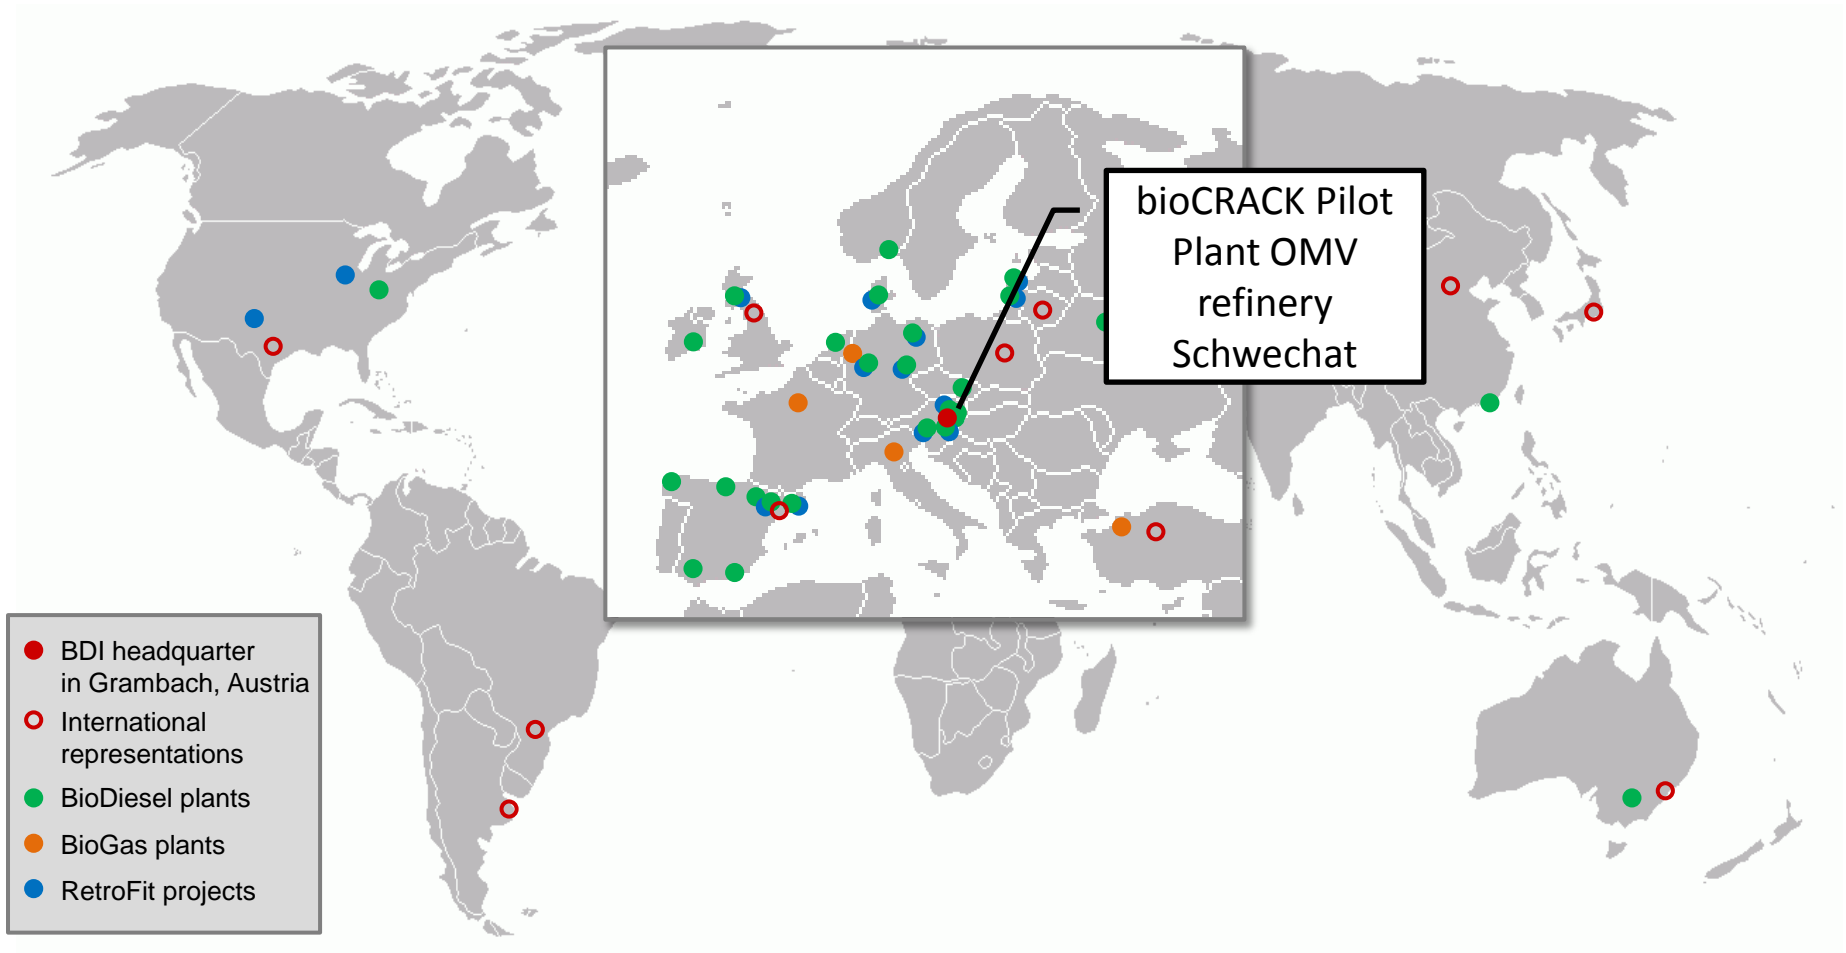 bioCRACK Pilot
Plant OMV
refinery
Schwechat
BDI headquarter
in Grambach, Austria
International
representations
BioDiesel plants
BioGas plants
RetroFit projects